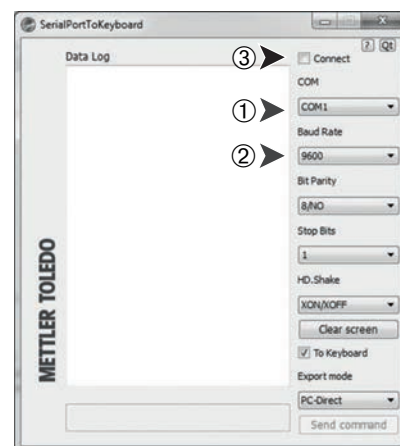 SerialPortToKeyboard
? Qt
Data Log
③ Connect
COM
① COM1
Baud Rate
② 9600
Bit Parity
8/NO
Stop Bits
1
HD.Shake
XON/XOFF
Clear screen
To Keyboard
Export mode
PC-Direct
Send command
METTLER TOLEDO